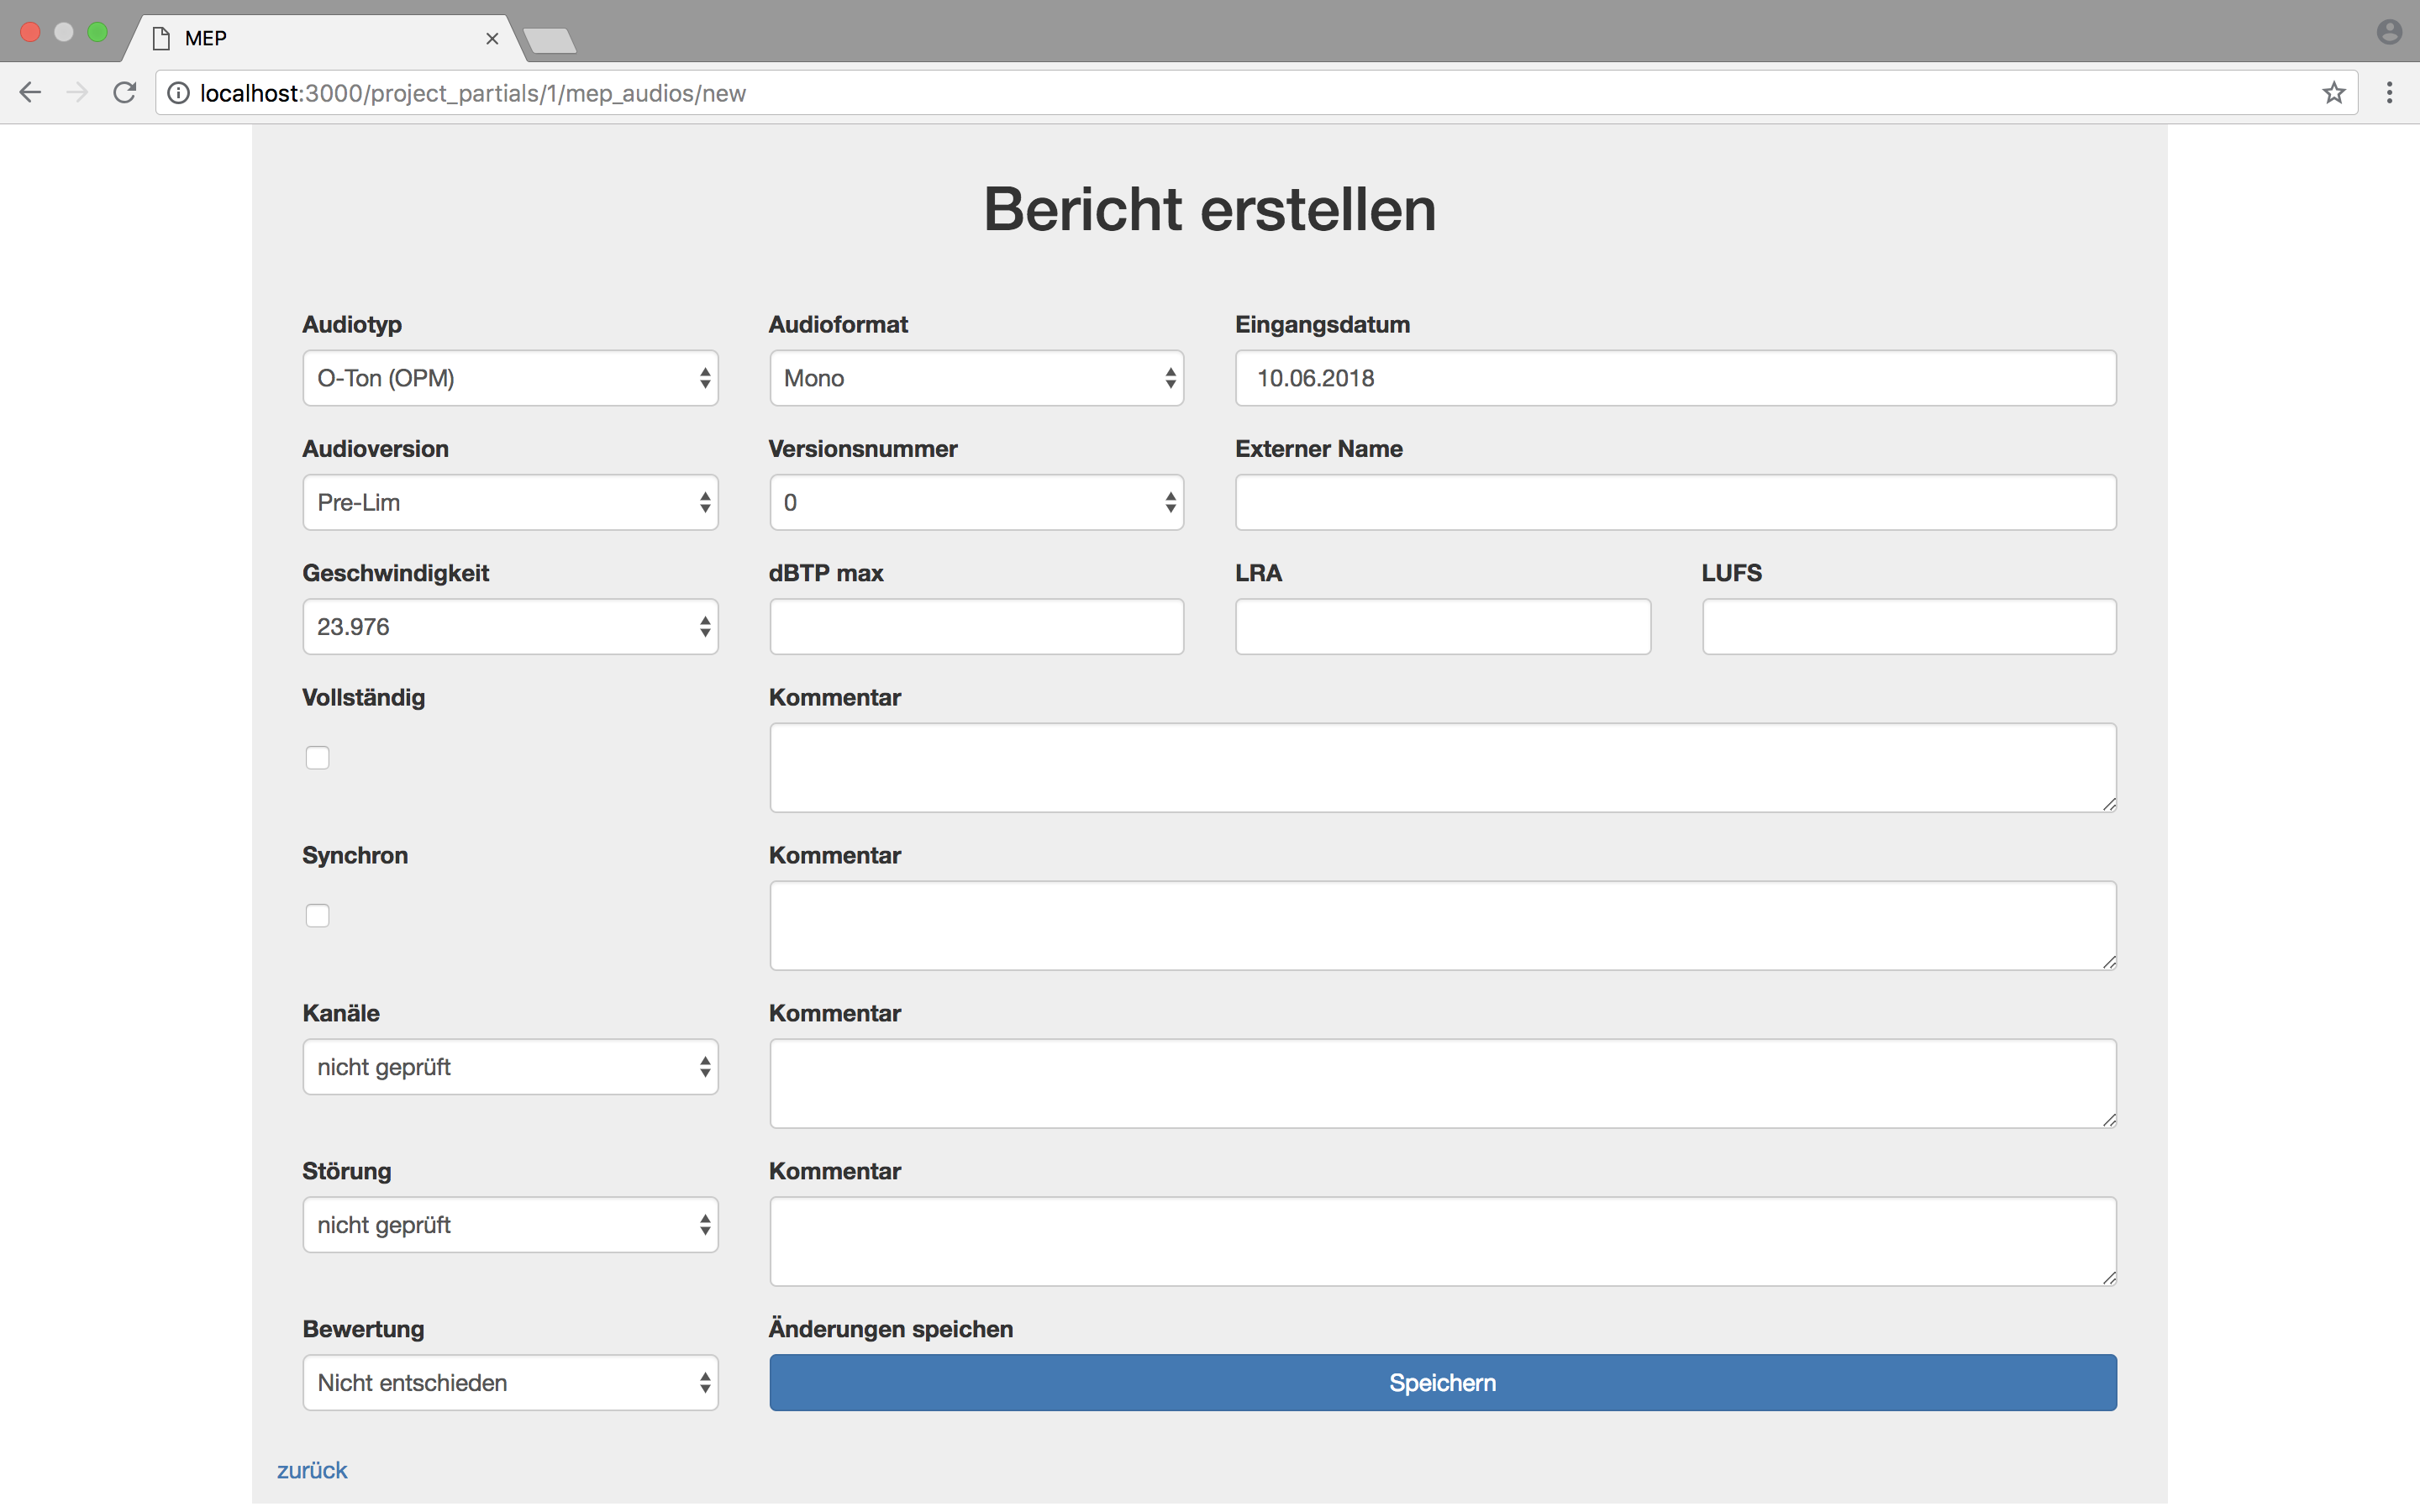 MEP
localhost:3000/project_partials/1/mep_audios/new
Bericht erstellen
Audiotyp Audioformat Eingangsdatum
O-Ton (OPM) Mono 10.06.2018
Audioversion Versionsnummer Externer Name
Pre-Lim 0
Geschwindigkeit dBTP max LRA LUFS
23.976
Vollständig Kommentar
Synchron Kommentar
Kanäle Kommentar
nicht geprüft
Störung Kommentar
nicht geprüft
Bewertung Änderungen speichen
Nicht entschieden Speichern
zurück